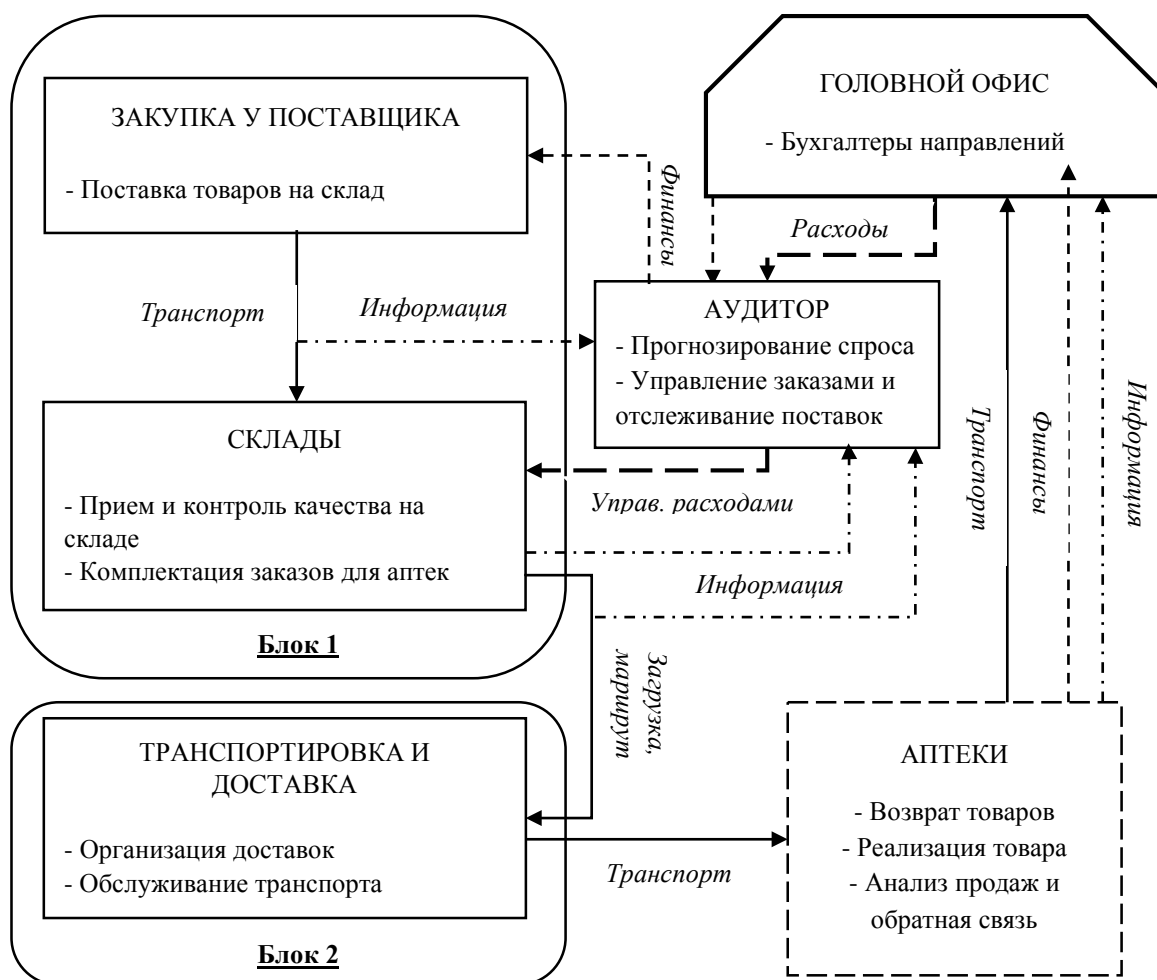 ЗАКУПКА У ПОСТАВЩИКА
- Поставка товаров на склад
ГОЛОВНОЙ ОФИС
- Бухгалтеры направлений
Финансы
Расходы
Транспорт
Информация
АУДИТОР
- Прогнозирование спроса
- Управление заказами и
отслеживание поставок
СКЛАДЫ
- Прием и контроль качества на
складе
- Комплектация заказов для аптек
Управ. расходами
Информация
Блок 1
Загрузка,
маршрут
Транспорт
Финансы
Информация
ТРАНСПОРТИРОВКА И
ДОСТАВКА
- Организация доставок
- Обслуживание транспорта
Блок 2
Транспорт
АПТЕКИ
- Возврат товаров
- Реализация товара
- Анализ продаж и
обратная связь